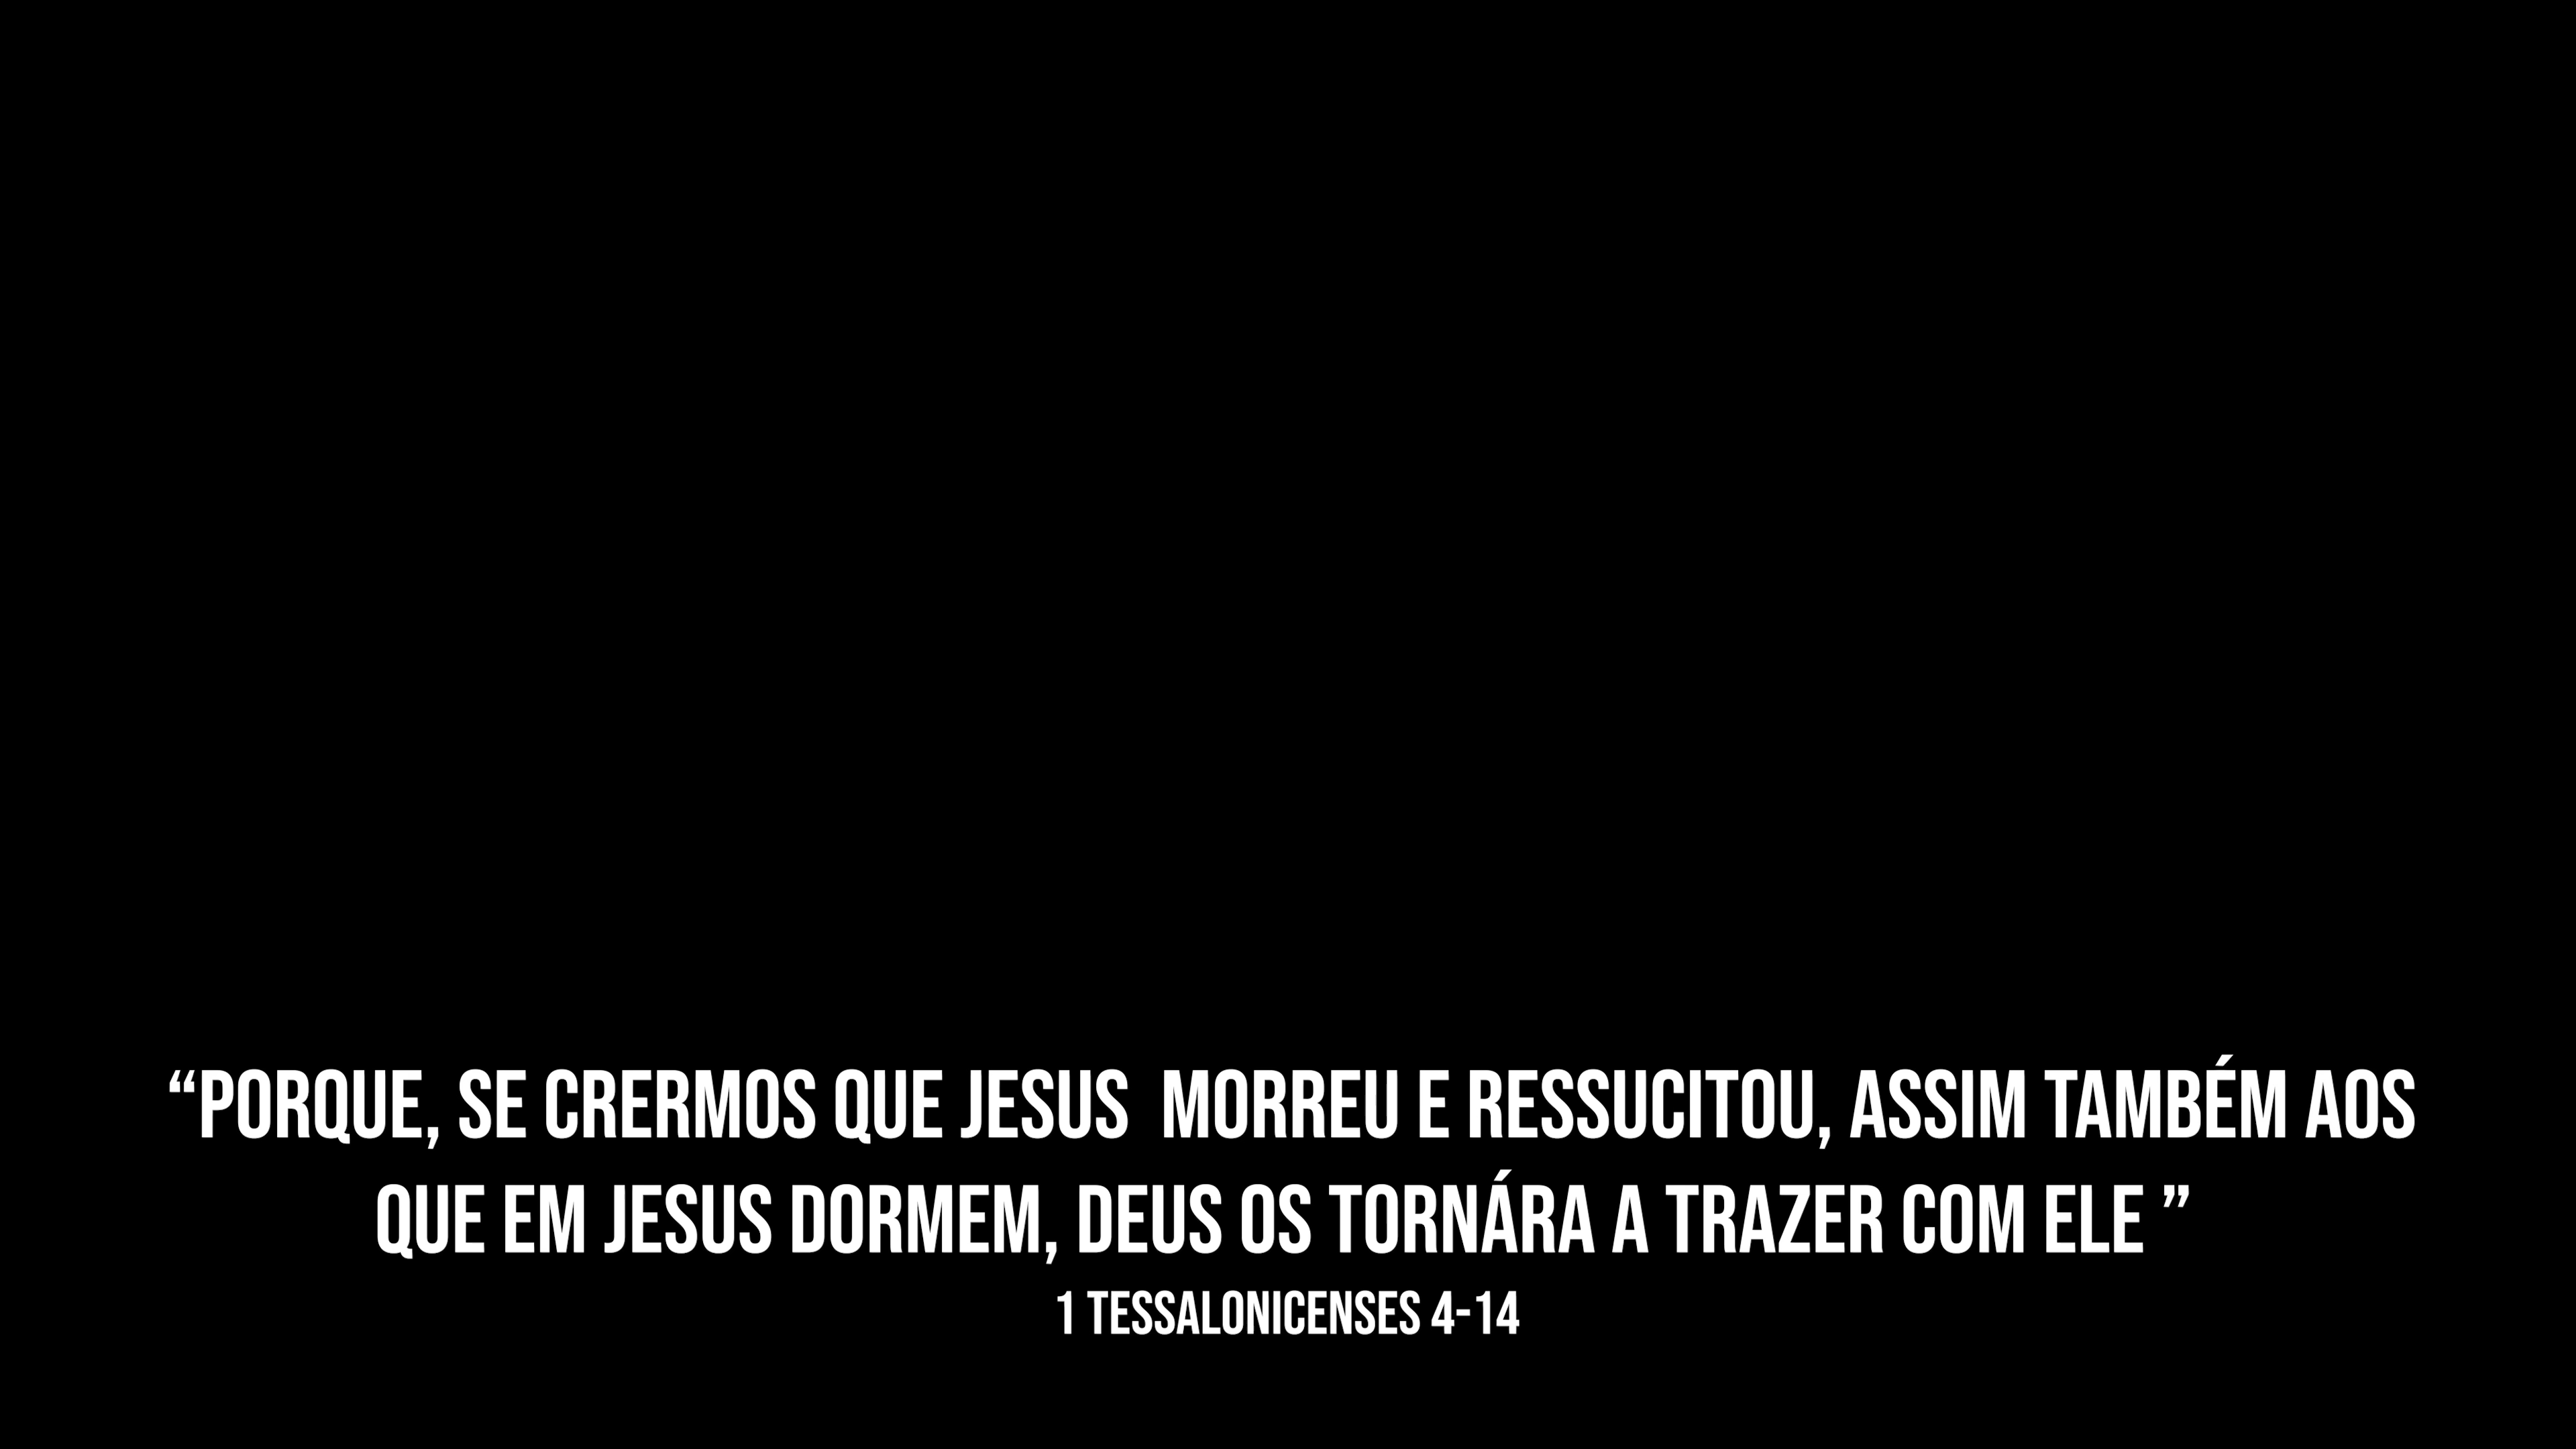 “PORQUE, SE CRERMOS QUE JESUS  MORREU E RESSUCITOU, ASSIM TAMBÉM AOS
QUE EM JESUS DORMEM, DEUS OS TORNÁRA A TRAZER COM ELE ”
1 TESSALONICENSES 4-14